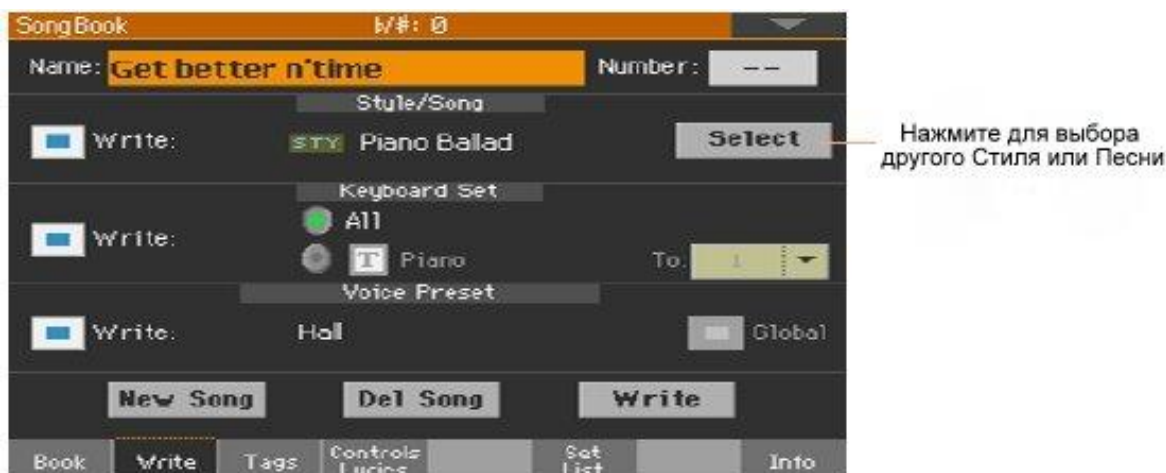 SongBook ♭/#: 0
Name: Get better n'time Number: --
Style/Song
Write: STY Piano Ballad Select
Нажмите для выбора
другого Стиля или Песни
Keyboard Set
Write: All
T Piano To: 1
Voice Preset
Write: Hall Global
New Song Del Song Write
Book Write Tags Controls Set Info
Lyrics List